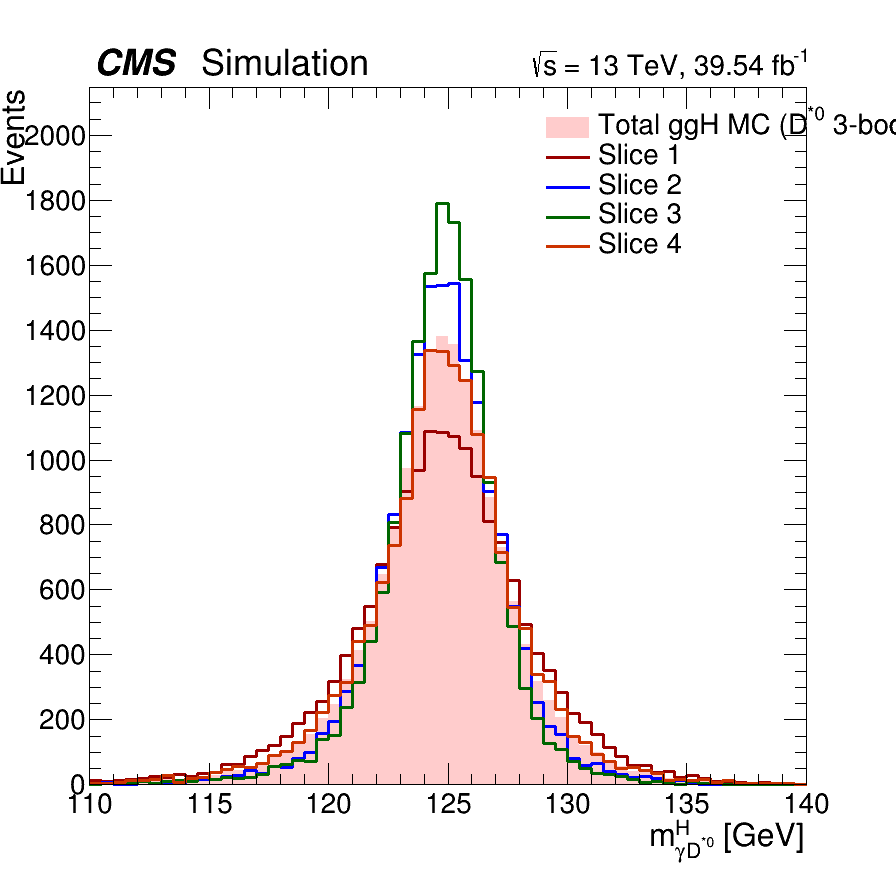 CMS Simulation √s = 13 TeV, 39.54 fb⁻¹
Events
2000
1800
1600
1400
1200
1000
800
600
400
200
0
Total ggH MC (D*⁰ 3-bod
Slice 1
Slice 2
Slice 3
Slice 4
110 115 120 125 130 135 140
m^H_γD*⁰ [GeV]